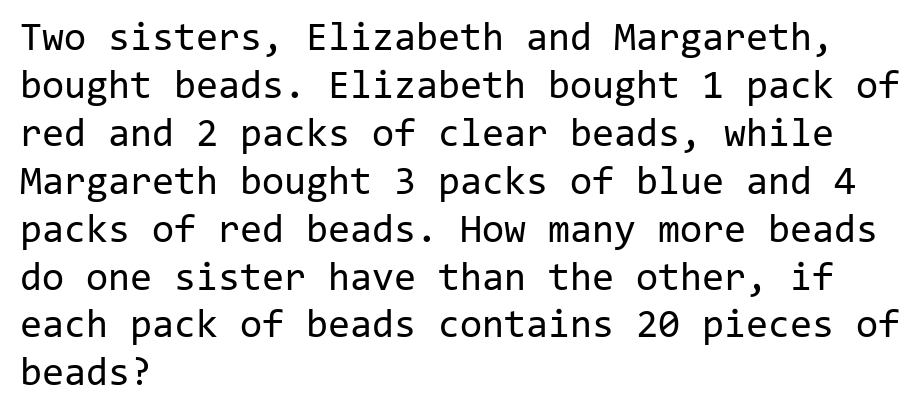 Two sisters, Elizabeth and Margareth,
bought beads. Elizabeth bought 1 pack of
red and 2 packs of clear beads, while
Margareth bought 3 packs of blue and 4
packs of red beads. How many more beads
do one sister have than the other, if
each pack of beads contains 20 pieces of
beads?